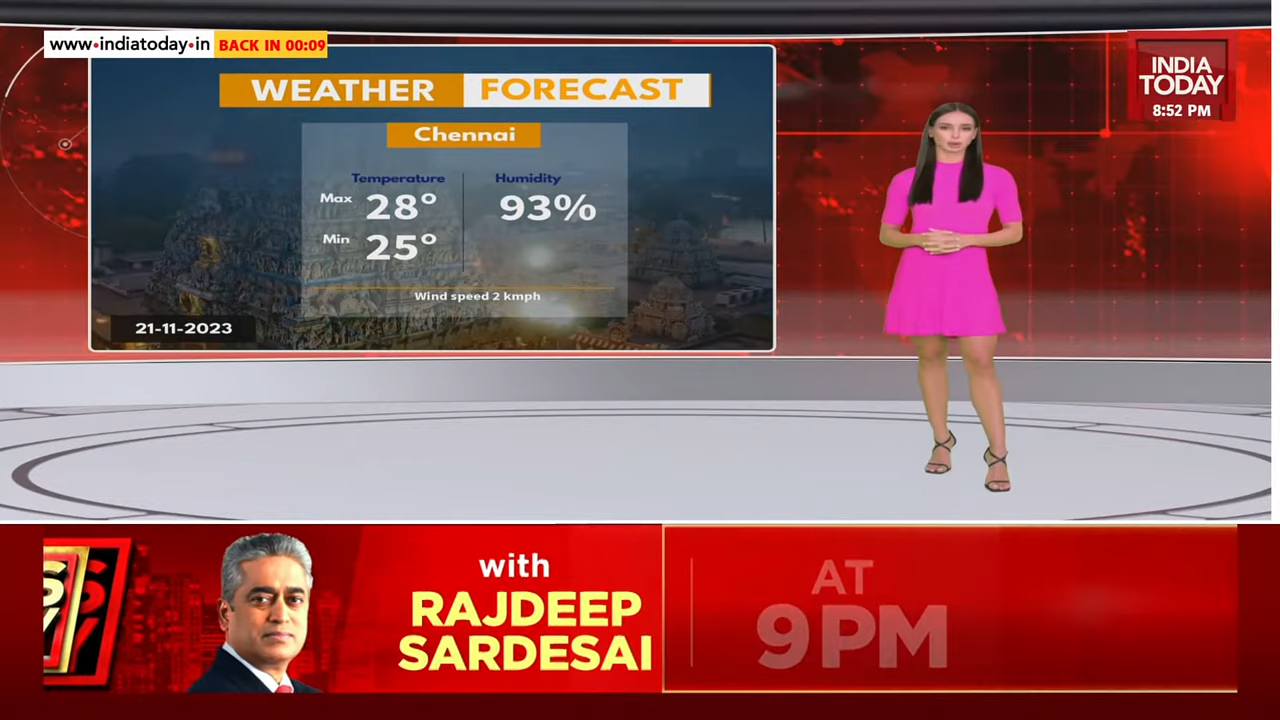 www•indiatoday•in BACK IN 00:09
INDIA
TODAY
8:52 PM
WEATHER FORECAST
Chennai
Temperature Humidity
Max 28° 93%
Min 25°
Wind speed 2 kmph
21-11-2023
with
RAJDEEP
SARDESAI
AT
9PM